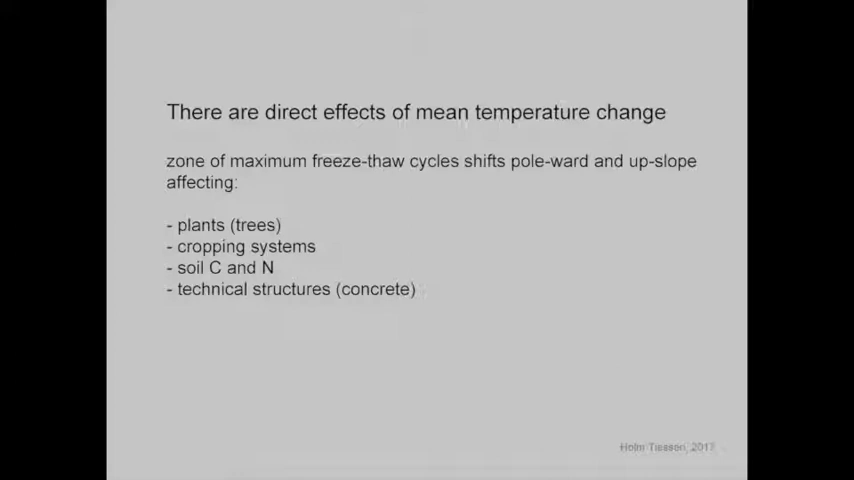 There are direct effects of mean temperature change
zone of maximum freeze-thaw cycles shifts pole-ward and up-slope
affecting:
- plants (trees)
- cropping systems
- soil C and N
- technical structures (concrete)
Holm Tiessen, 2017